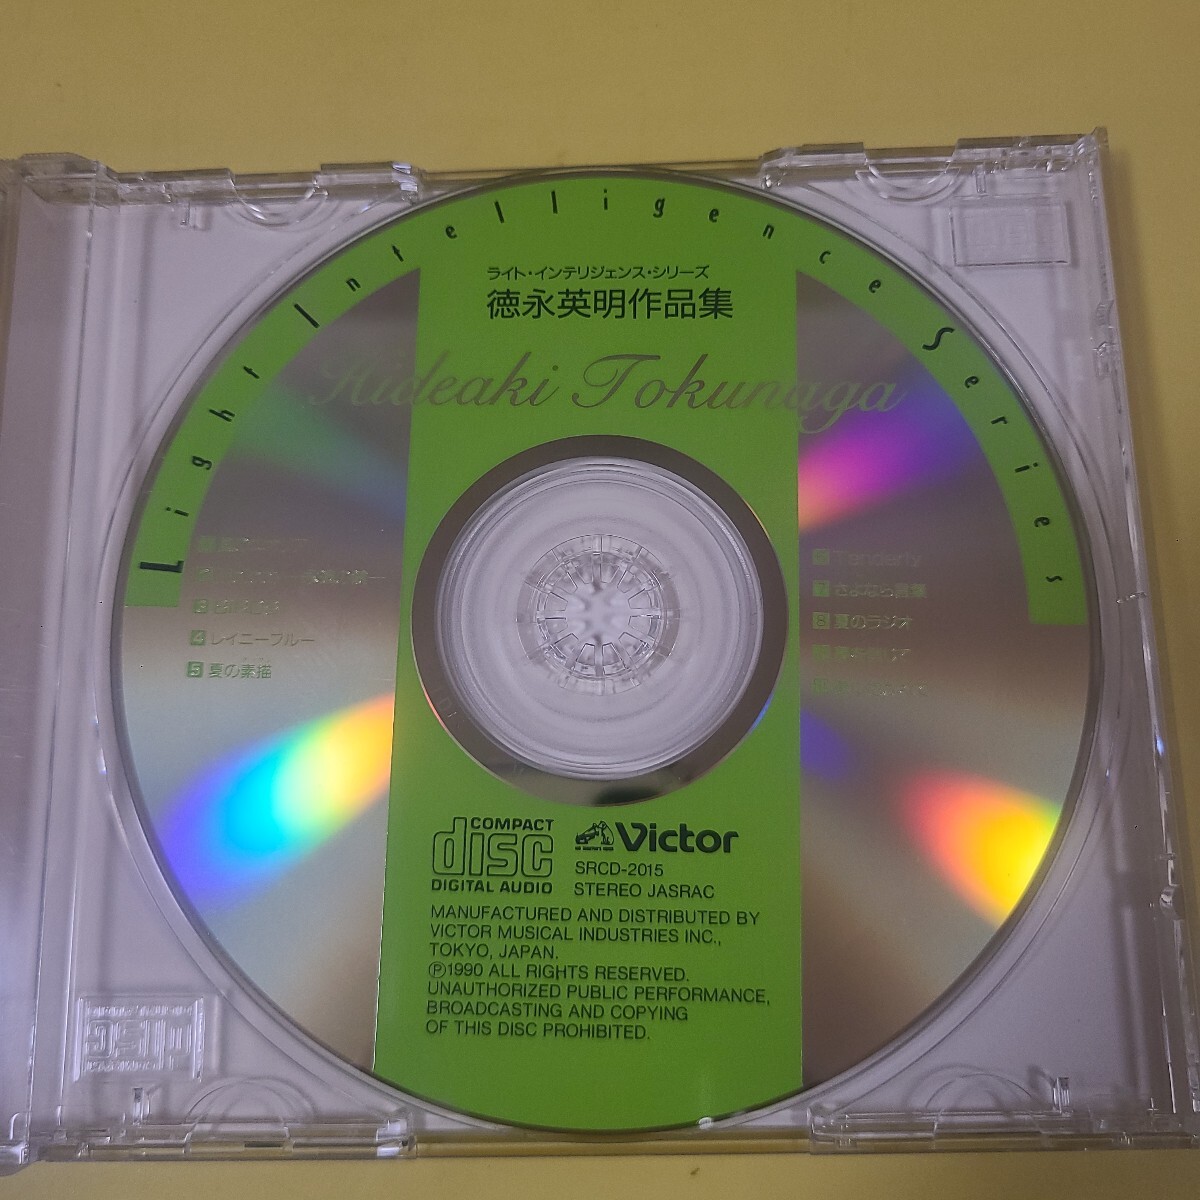 Light Intelligence Series
ライト・インテリジェンス・シリーズ
徳永英明作品集
Hideaki Tokunaga
4 レイニーブルー
5 夏の素描
6 Tenderly
7 さよなら言葉
8 夏のラジオ
COMPACT
disc
DIGITAL AUDIO
Victor
SRCD-2015
STEREO JASRAC
MANUFACTURED AND DISTRIBUTED BY
VICTOR MUSICAL INDUSTRIES INC.,
TOKYO, JAPAN.
Ⓟ1990 ALL RIGHTS RESERVED.
UNAUTHORIZED PUBLIC PERFORMANCE,
BROADCASTING AND COPYING
OF THIS DISC PROHIBITED.